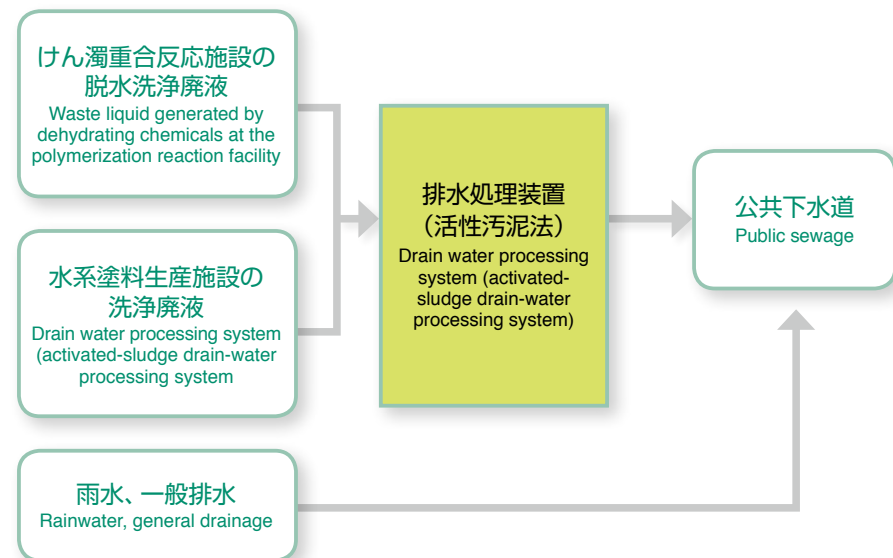 けん濁重合反応施設の
脱水洗浄廃液
Waste liquid generated by
dehydrating chemicals at the
polymerization reaction facility
水系塗料生産施設の
洗浄廃液
Drain water processing system
(activated-sludge drain-water
processing system
雨水、一般排水
Rainwater, general drainage
排水処理装置
（活性汚泥法）
Drain water processing
system (activated-
sludge drain-water
processing system)
公共下水道
Public sewage